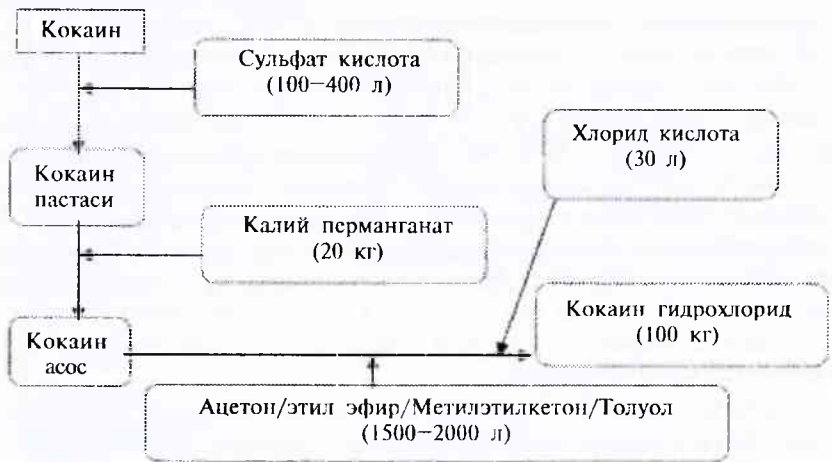 Кокаин
Сульфат кислота
(100—400 л)
Хлорид кислота
(30 л)
Кокаин
пастаси
Калий перманганат
(20 кг)
Кокаин гидрохлорид
(100 кг)
Кокаин
асос
Ацетон/этил эфир/Метилэтилкетон/Толуол
(1500—2000 л)